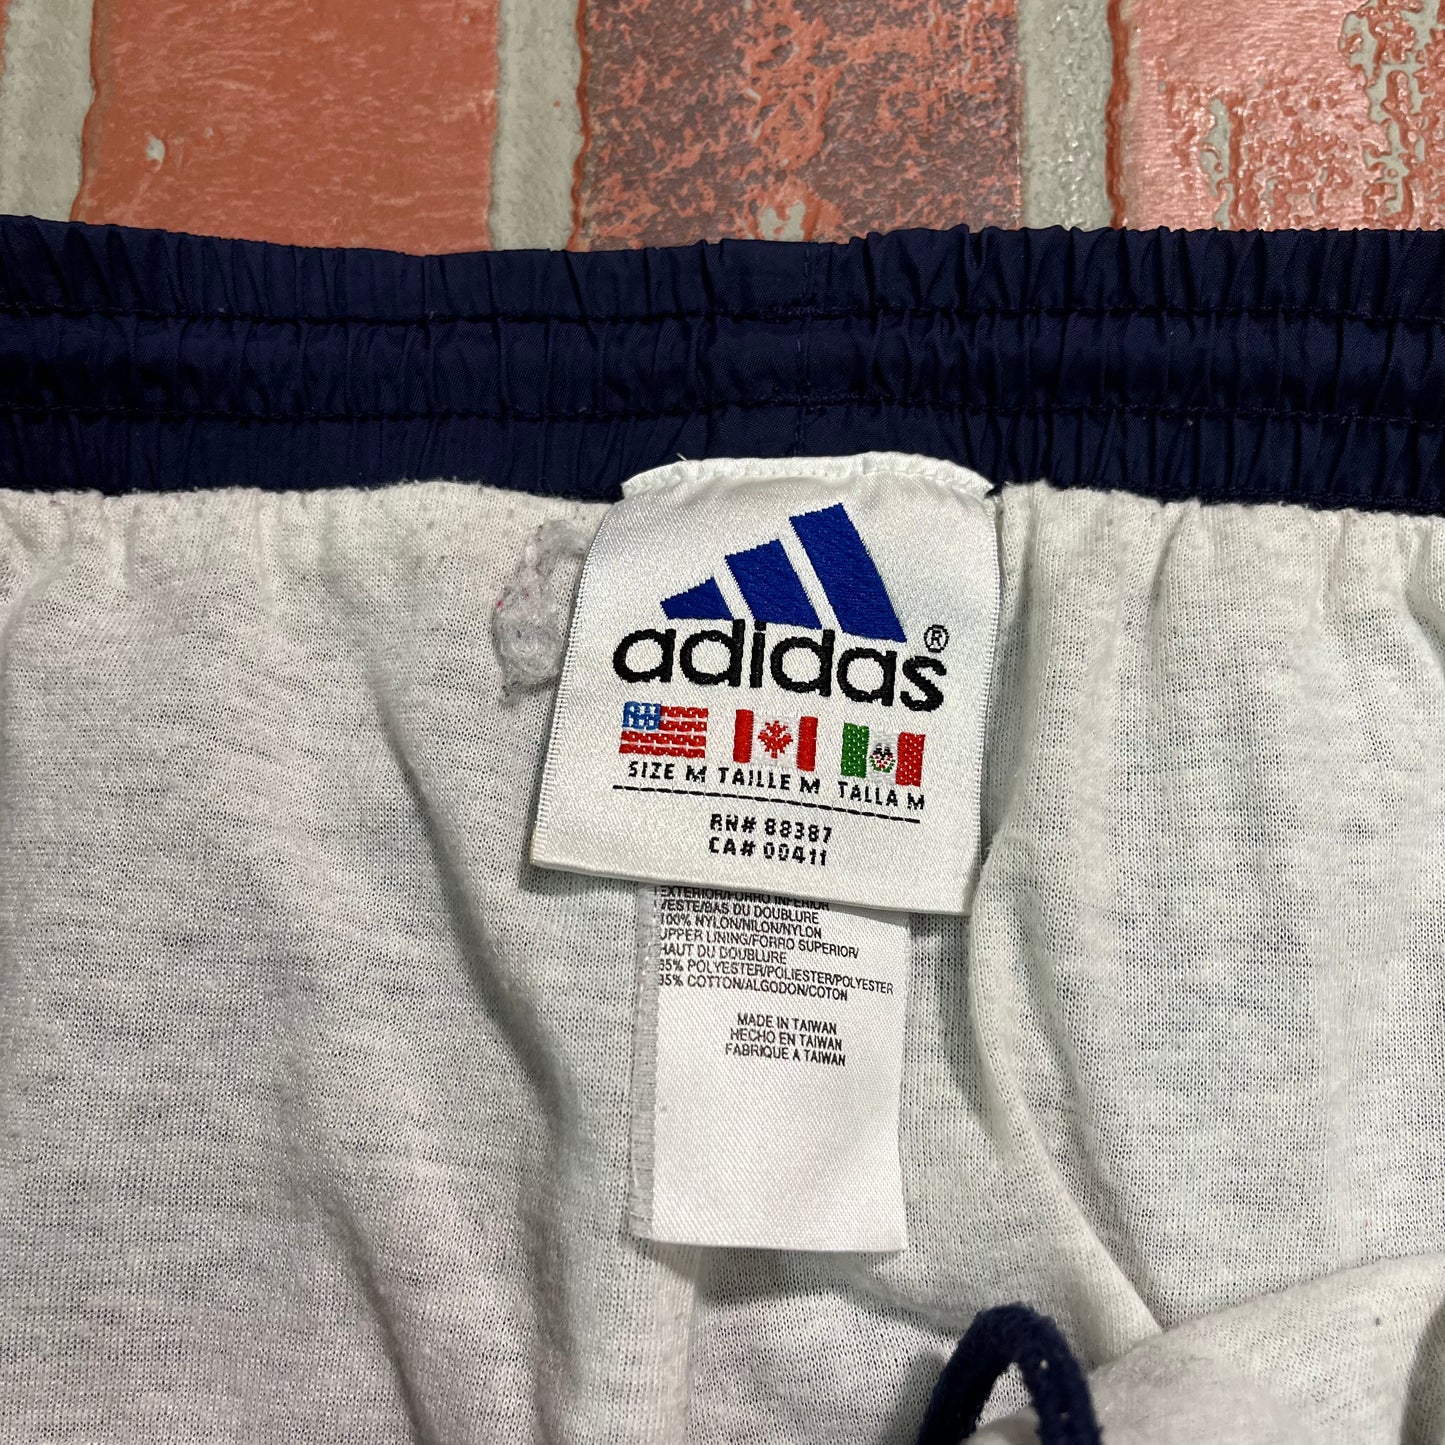 adidas®
SIZE M TAILLE M TALLA M
RN# 88387
CA# 00411
EXTERIOR/FORRO INFERIOR
VESTE/BAS DU DOUBLURE
100% NYLON/NILON/NYLON
UPPER LINING/FORRO SUPERIOR/
HAUT DU DOUBLURE
65% POLYESTER/POLIESTER/POLYESTER
35% COTTON/ALGODON/COTON
MADE IN TAIWAN
HECHO EN TAIWAN
FABRIQUE A TAIWAN